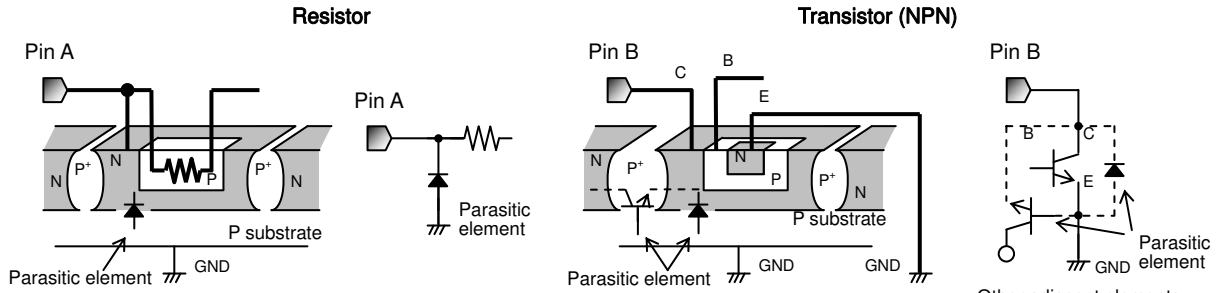 Resistor
Transistor (NPN)
Pin A
Pin A
N
N
P+
P
P+
N
Parasitic
element
P substrate
Parasitic element
GND
Pin B
C
B
E
N
P+
N
P
P+
N
P substrate
Parasitic element
GND
GND
Pin B
B
C
E
Parasitic
element
GND